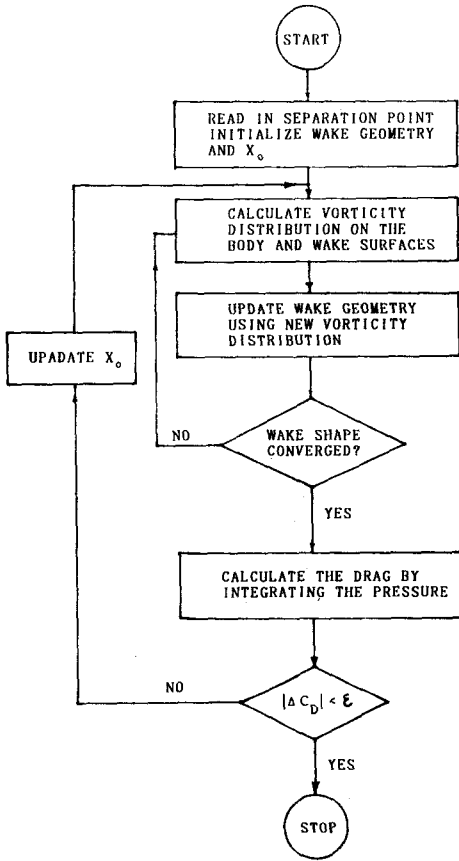 START
READ IN SEPARATION POINT
INITIALIZE WAKE GEOMETRY
AND X₀
CALCULATE VORTICITY
DISTRIBUTION ON THE
BODY AND WAKE SURFACES
UPDATE WAKE GEOMETRY
USING NEW VORTICITY
DISTRIBUTION
UPADATE X₀
WAKE SHAPE
CONVERGED?
NO
YES
CALCULATE THE DRAG BY
INTEGRATING THE PRESSURE
NO
|Δ C_D| < ε
YES
STOP